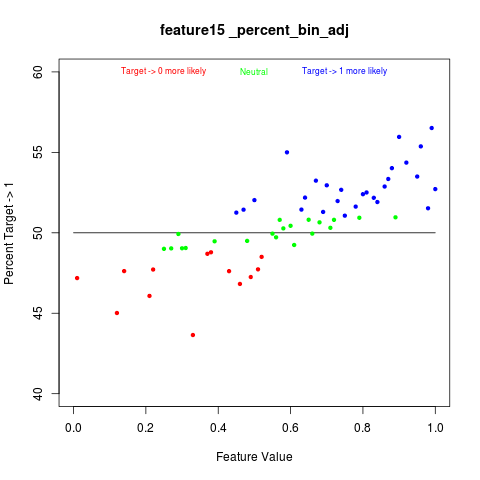 feature15 _percent_bin_adj
Target -> 0 more likely Neutral Target -> 1 more likely
60
55
50
45
40
Percent Target -> 1
0.0 0.2 0.4 0.6 0.8 1.0
Feature Value